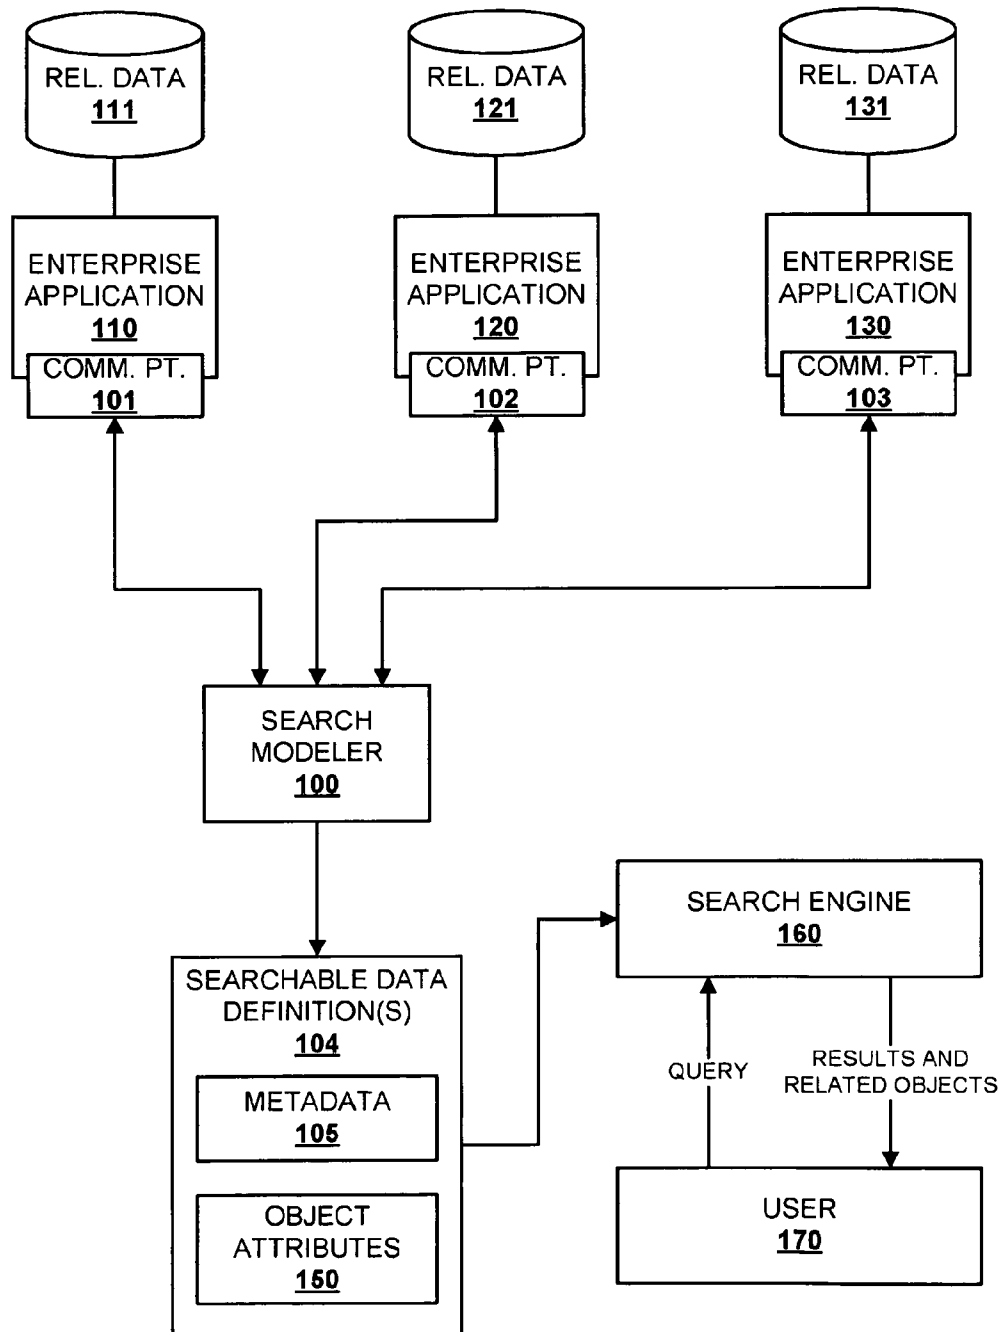 REL. DATA
111
REL. DATA
121
REL. DATA
131
ENTERPRISE
APPLICATION
110
ENTERPRISE
APPLICATION
120
ENTERPRISE
APPLICATION
130
COMM. PT.
101
COMM. PT.
102
COMM. PT.
103
SEARCH
MODELER
100
SEARCHABLE DATA
DEFINITION(S)
104
METADATA
105
OBJECT
ATTRIBUTES
150
SEARCH ENGINE
160
QUERY
RESULTS AND
RELATED OBJECTS
USER
170